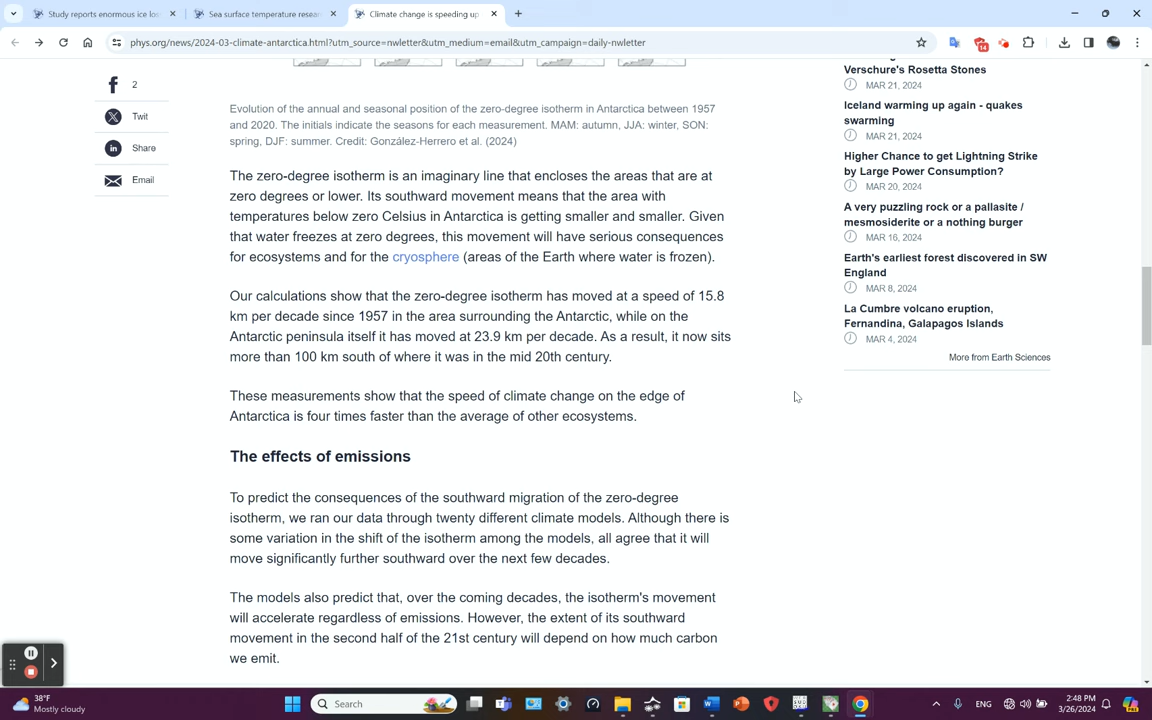 Study reports enormous ice los
Sea surface temperature resear
Climate change is speeding up
phys.org/news/2024-03-climate-antarctica.html?utm_source=nwletter&utm_medium=email&utm_campaign=daily-nwletter
14
2
Twit
in Share
Email
Evolution of the annual and seasonal position of the zero-degree isotherm in Antarctica between 1957
and 2020. The initials indicate the seasons for each measurement. MAM: autumn, JJA: winter, SON:
spring, DJF: summer. Credit: González-Herrero et al. (2024)
The zero-degree isotherm is an imaginary line that encloses the areas that are at
zero degrees or lower. Its southward movement means that the area with
temperatures below zero Celsius in Antarctica is getting smaller and smaller. Given
that water freezes at zero degrees, this movement will have serious consequences
for ecosystems and for the cryosphere (areas of the Earth where water is frozen).
Our calculations show that the zero-degree isotherm has moved at a speed of 15.8
km per decade since 1957 in the area surrounding the Antarctic, while on the
Antarctic peninsula itself it has moved at 23.9 km per decade. As a result, it now sits
more than 100 km south of where it was in the mid 20th century.
These measurements show that the speed of climate change on the edge of
Antarctica is four times faster than the average of other ecosystems.
The effects of emissions
To predict the consequences of the southward migration of the zero-degree
isotherm, we ran our data through twenty different climate models. Although there is
some variation in the shift of the isotherm among the models, all agree that it will
move significantly further southward over the next few decades.
The models also predict that, over the coming decades, the isotherm's movement
will accelerate regardless of emissions. However, the extent of its southward
movement in the second half of the 21st century will depend on how much carbon
we emit.
Verschure's Rosetta Stones
MAR 21, 2024
Iceland warming up again - quakes
swarming
MAR 21, 2024
Higher Chance to get Lightning Strike
by Large Power Consumption?
MAR 20, 2024
A very puzzling rock or a pallasite /
mesmosiderite or a nothing burger
MAR 16, 2024
Earth's earliest forest discovered in SW
England
MAR 8, 2024
La Cumbre volcano eruption,
Fernandina, Galapagos Islands
MAR 4, 2024
More from Earth Sciences
38°F
Mostly cloudy
Search
ENG
2:48 PM
3/26/2024